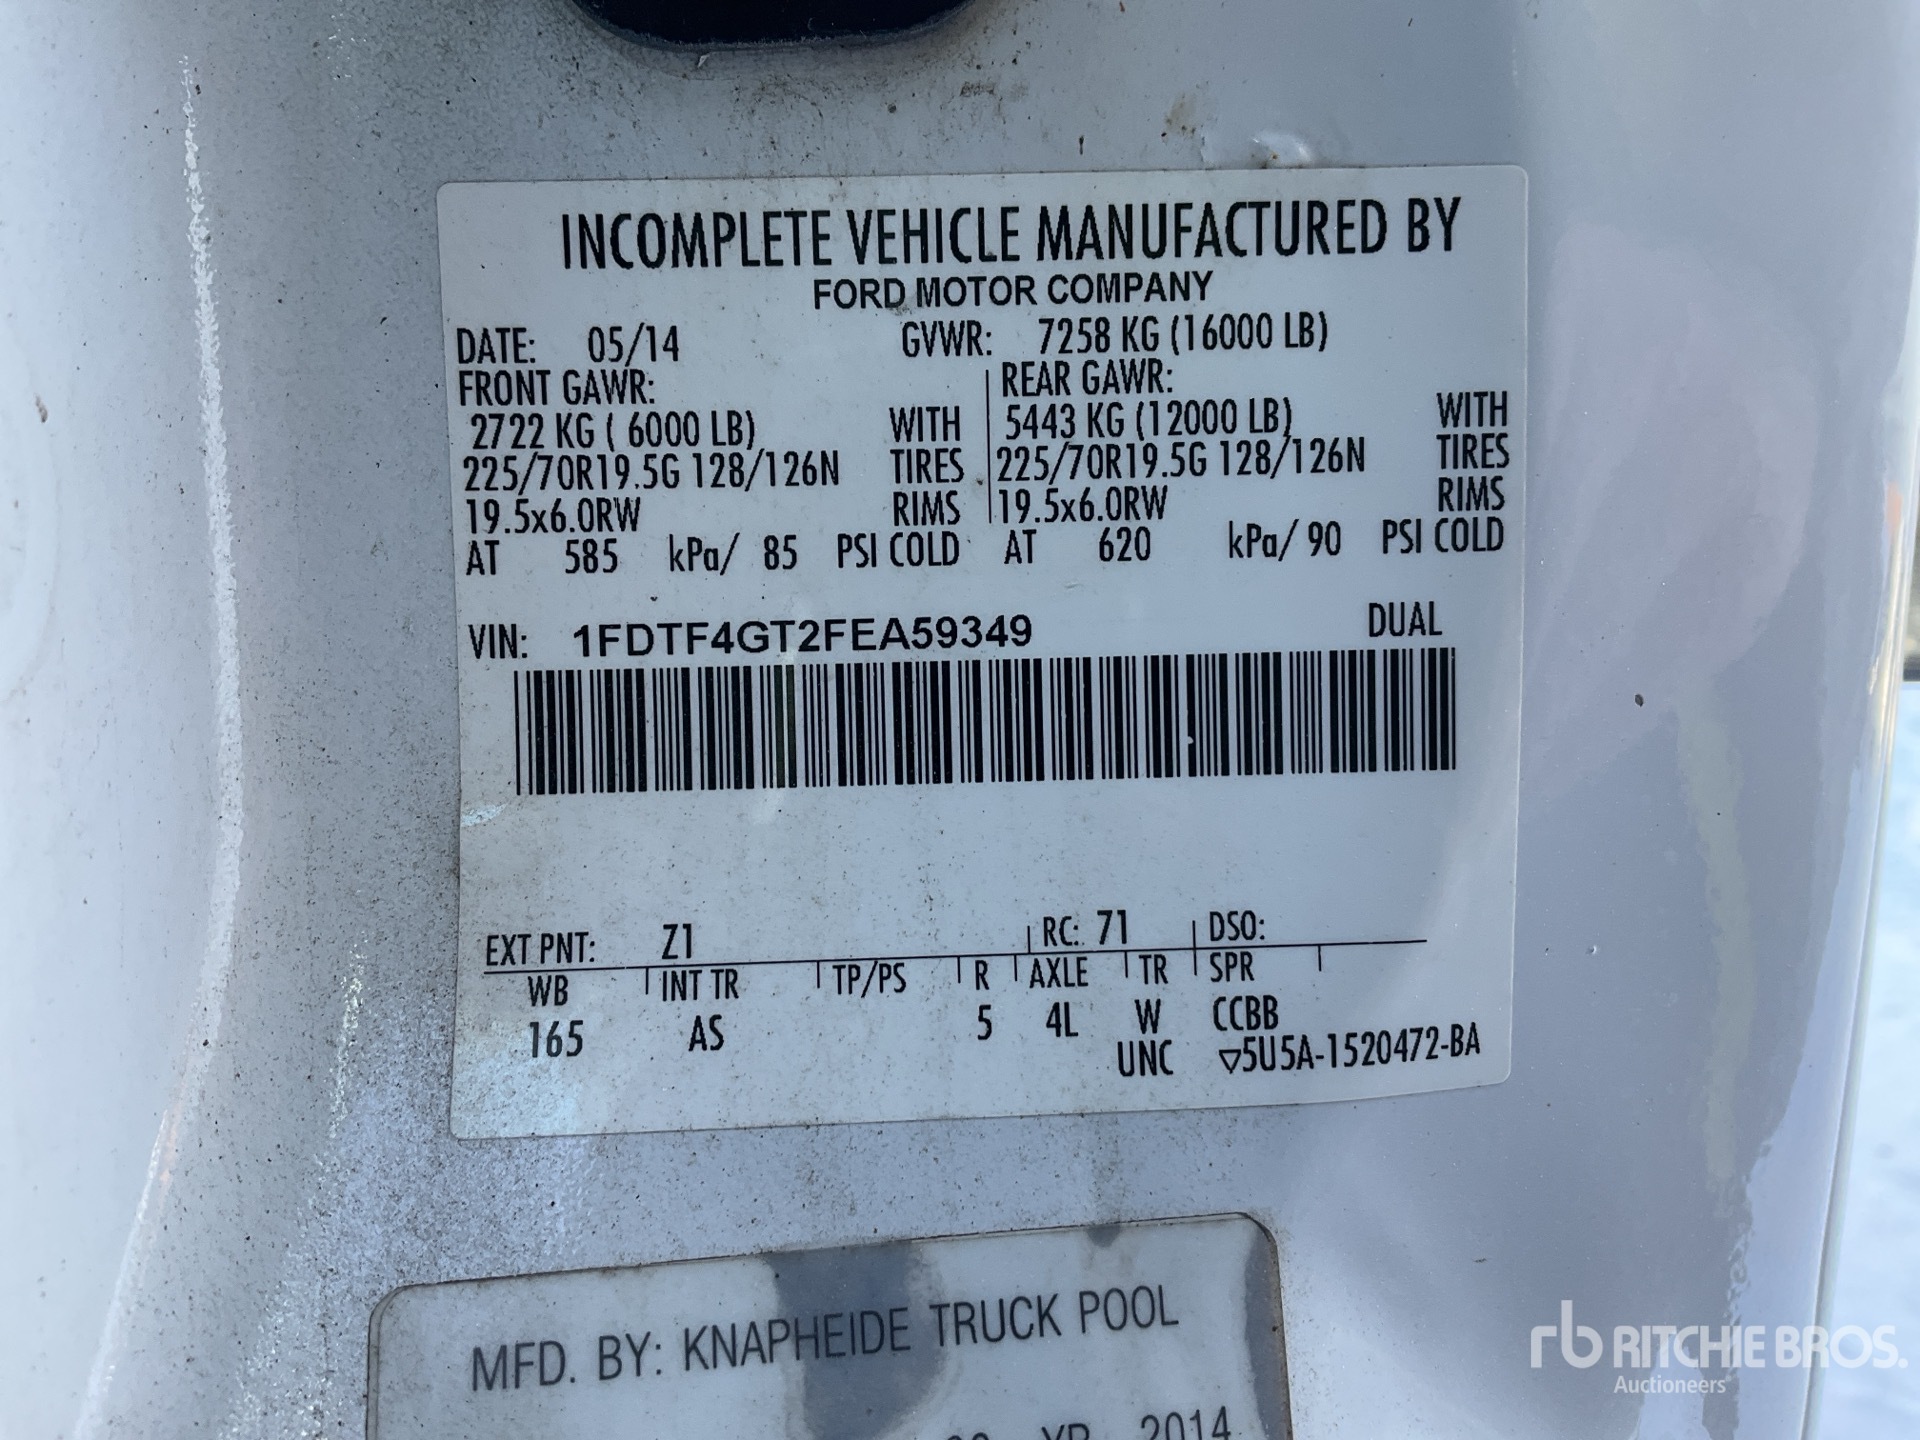 INCOMPLETE VEHICLE MANUFACTURED BY
FORD MOTOR COMPANY
DATE: 05/14 GVWR: 7258 KG (16000 LB)
FRONT GAWR: REAR GAWR:
2722 KG ( 6000 LB) WITH 5443 KG (12000 LB) WITH
225/70R19.5G 128/126N TIRES 225/70R19.5G 128/126N TIRES
19.5x6.0RW RIMS 19.5x6.0RW RIMS
AT 585 kPa/ 85 PSI COLD AT 620 kPa/ 90 PSI COLD
VIN: 1FDTF4GT2FEA59349 DUAL
EXT PNT: Z1 RC: 71 DSO:
WB INT TR TP/PS R AXLE TR SPR
165 AS 5 4L W CCBB
UNC ▽5U5A-1520472-BA
MFD. BY: KNAPHEIDE TRUCK POOL
YR 2014
rb RITCHIE BROS.
Auctioneers